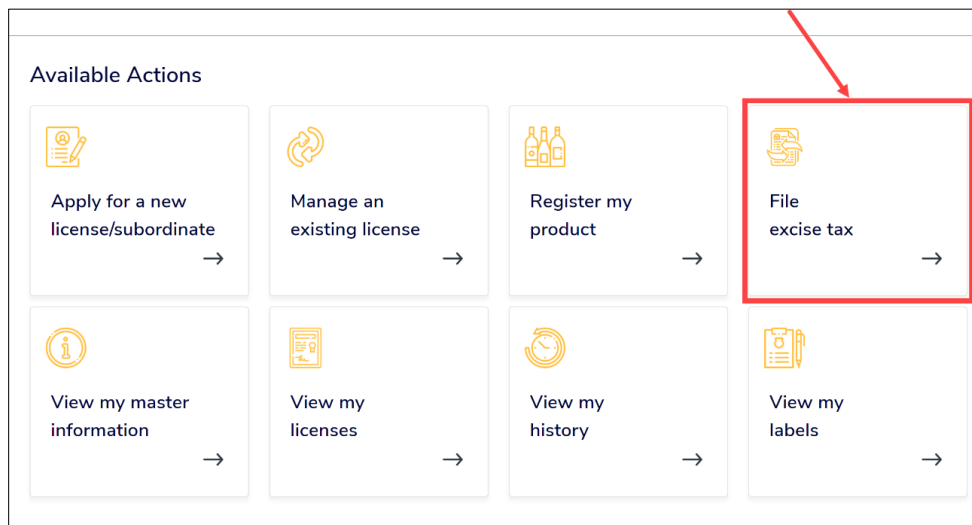 Available Actions
Apply for a new
license/subordinate
Manage an
existing license
Register my
product
File
excise tax
View my master
information
View my
licenses
View my
history
View my
labels